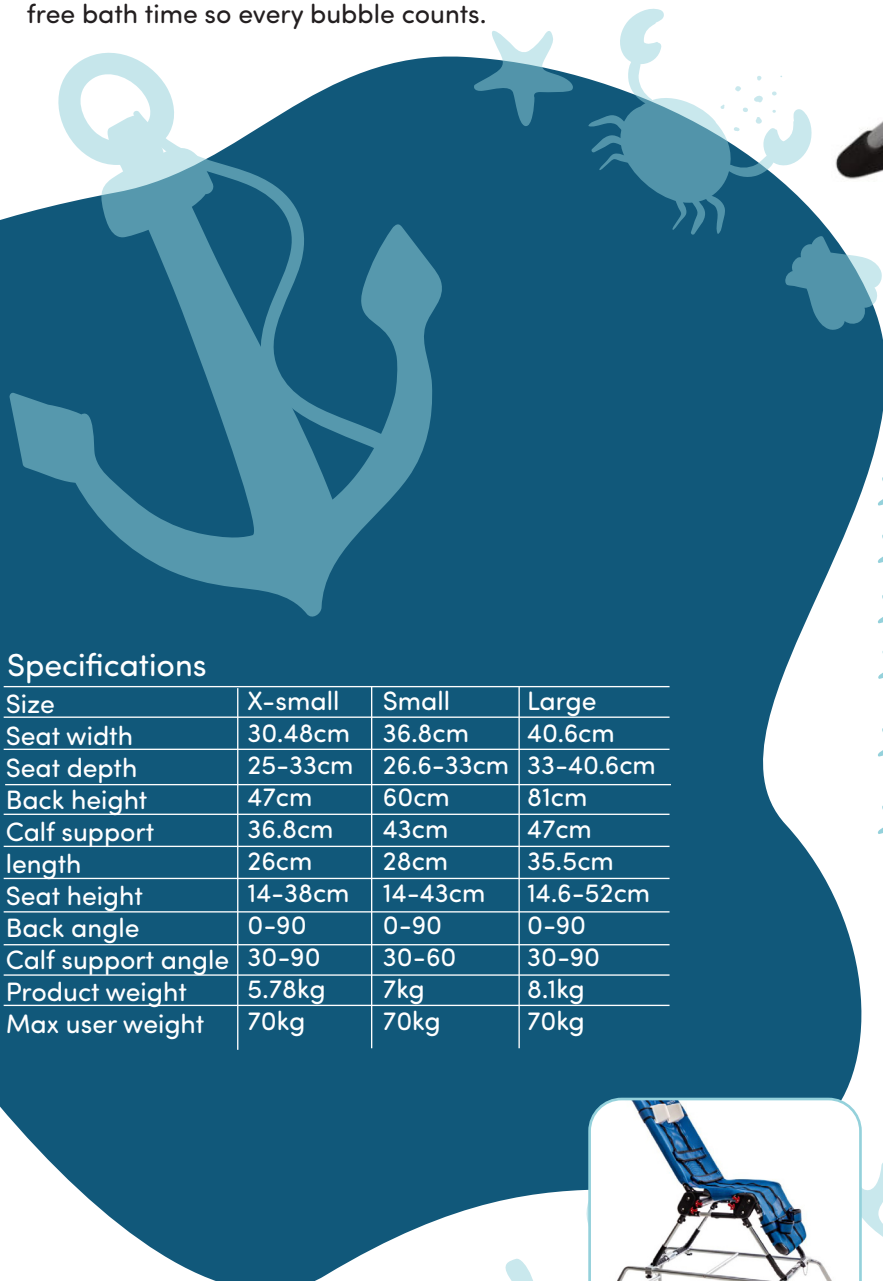 free bath time so every bubble counts.
Specifications
Size X-small Small Large
Seat width 30.48cm 36.8cm 40.6cm
Seat depth 25-33cm 26.6-33cm 33-40.6cm
Back height 47cm 60cm 81cm
Calf support 36.8cm 43cm 47cm
length 26cm 28cm 35.5cm
Seat height 14-38cm 14-43cm 14.6-52cm
Back angle 0-90 0-90 0-90
Calf support angle 30-90 30-60 30-90
Product weight 5.78kg 7kg 8.1kg
Max user weight 70kg 70kg 70kg